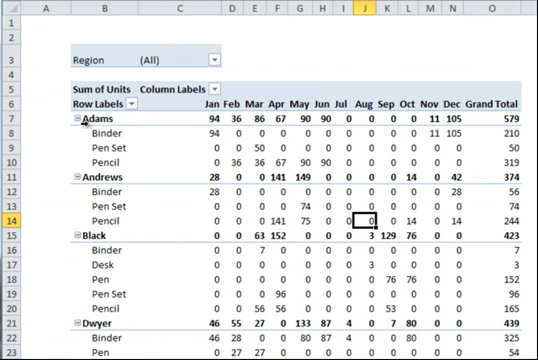 A B C D E F G H I J K L M N O
1
2
3 Region (All)
4
5 Sum of Units Column Labels
6 Row Labels Jan Feb Mar Apr May Jun Jul Aug Sep Oct Nov Dec Grand Total
7 Adams 94 36 86 67 90 90 0 0 0 0 11 105 579
8 Binder 94 0 0 0 0 0 0 0 0 0 11 105 210
9 Pen Set 0 0 50 0 0 0 0 0 0 0 0 0 50
10 Pencil 0 36 36 67 90 90 0 0 0 0 0 0 319
11 Andrews 28 0 0 141 149 0 0 0 0 14 0 42 374
12 Binder 28 0 0 0 0 0 0 0 0 0 0 28 56
13 Pen Set 0 0 0 0 74 0 0 0 0 0 0 0 74
14 Pencil 0 0 0 141 75 0 0 0 0 14 0 14 244
15 Black 0 0 63 152 0 0 0 3 129 76 0 0 423
16 Binder 0 0 7 0 0 0 0 0 0 0 0 0 7
17 Desk 0 0 0 0 0 0 0 3 0 0 0 0 3
18 Pen 0 0 0 0 0 0 0 0 76 76 0 0 152
19 Pen Set 0 0 0 96 0 0 0 0 0 0 0 0 96
20 Pencil 0 0 56 56 0 0 0 0 53 0 0 0 165
21 Dwyer 46 55 27 0 133 87 4 0 7 80 0 0 439
22 Binder 46 28 0 0 80 87 4 0 0 80 0 0 325
23 Pen 0 27 27 0 0 0 0 0 0 0 0 0 54